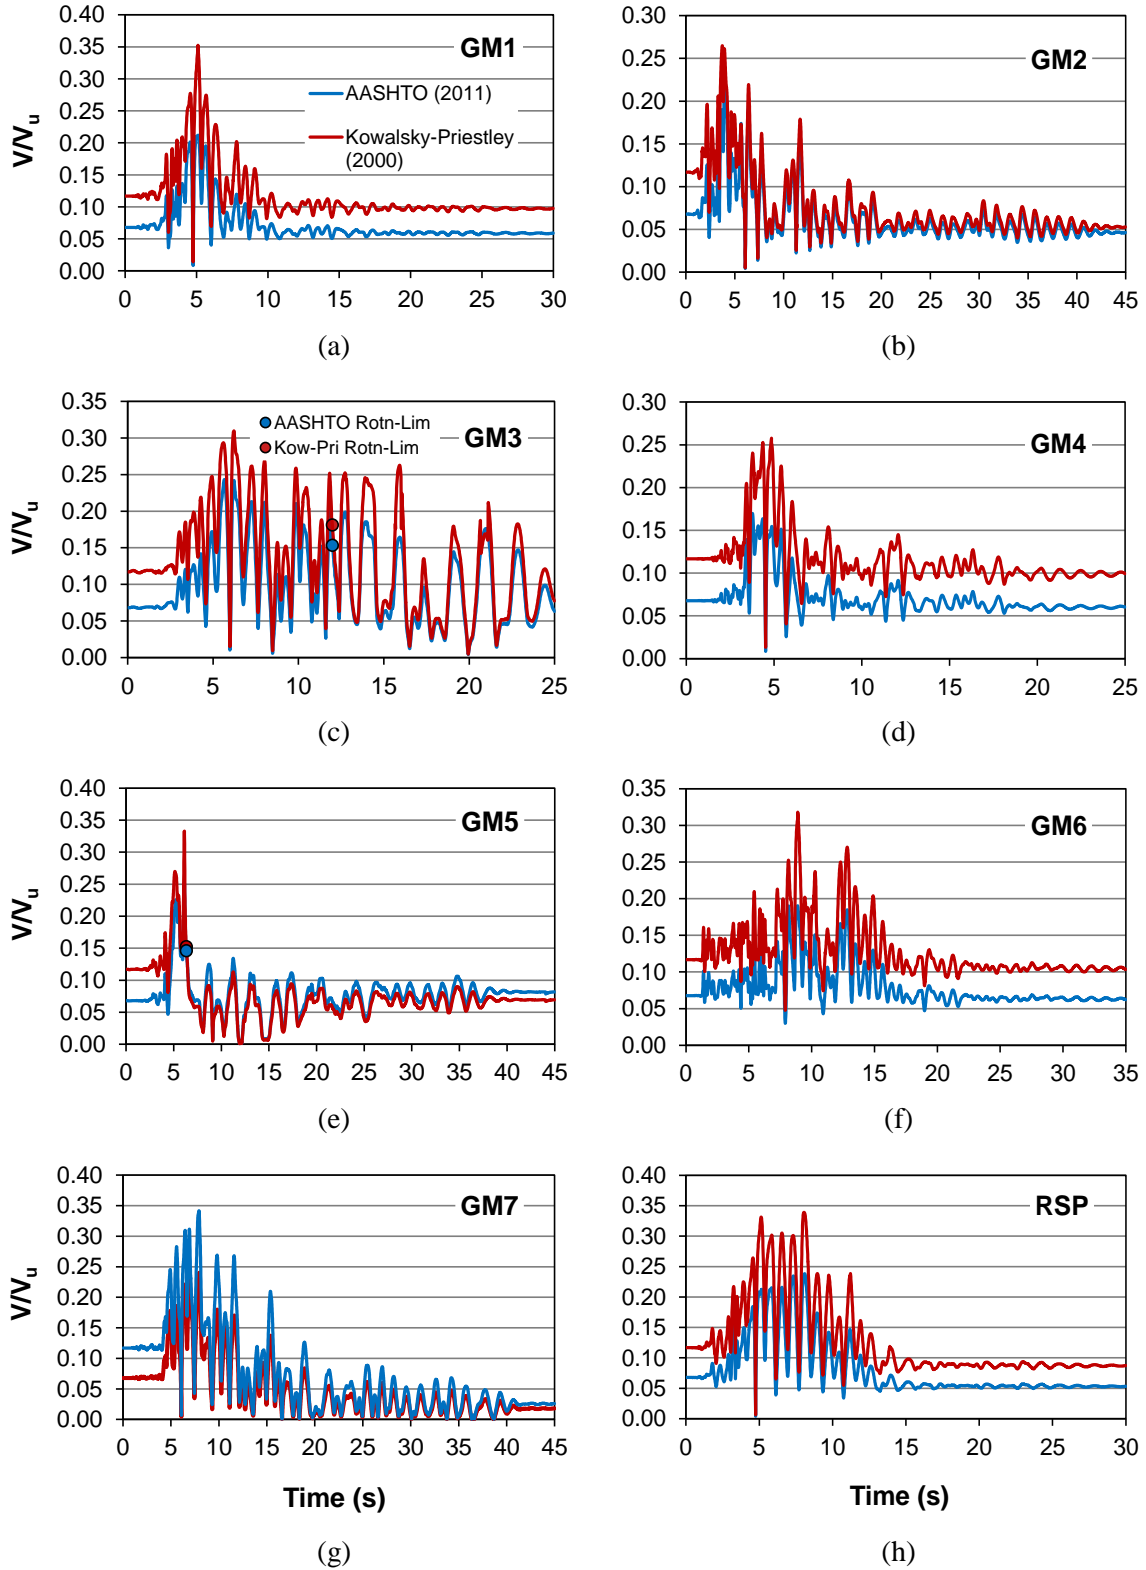 0.40
0.35
0.30
0.25
0.20
0.15
0.10
0.05
0.00
V/Vu
GM1
AASHTO (2011)
Kowalsky-Priestley
(2000)
0 5 10 15 20 25 30
(a)
0.30
0.25
0.20
0.15
0.10
0.05
0.00
GM2
0 5 10 15 20 25 30 35 40 45
(b)
0.35
0.30
0.25
0.20
0.15
0.10
0.05
0.00
V/Vu
AASHTO Rotn-Lim
Kow-Pri Rotn-Lim
GM3
0 5 10 15 20 25
(c)
0.30
0.25
0.20
0.15
0.10
0.05
0.00
GM4
0 5 10 15 20 25
(d)
0.40
0.35
0.30
0.25
0.20
0.15
0.10
0.05
0.00
V/Vu
GM5
0 5 10 15 20 25 30 35 40 45
(e)
0.35
0.30
0.25
0.20
0.15
0.10
0.05
0.00
GM6
0 5 10 15 20 25 30 35
(f)
0.40
0.35
0.30
0.25
0.20
0.15
0.10
0.05
0.00
V/Vu
GM7
0 5 10 15 20 25 30 35 40 45
Time (s)
(g)
0.40
0.35
0.30
0.25
0.20
0.15
0.10
0.05
0.00
RSP
0 5 10 15 20 25 30
Time (s)
(h)